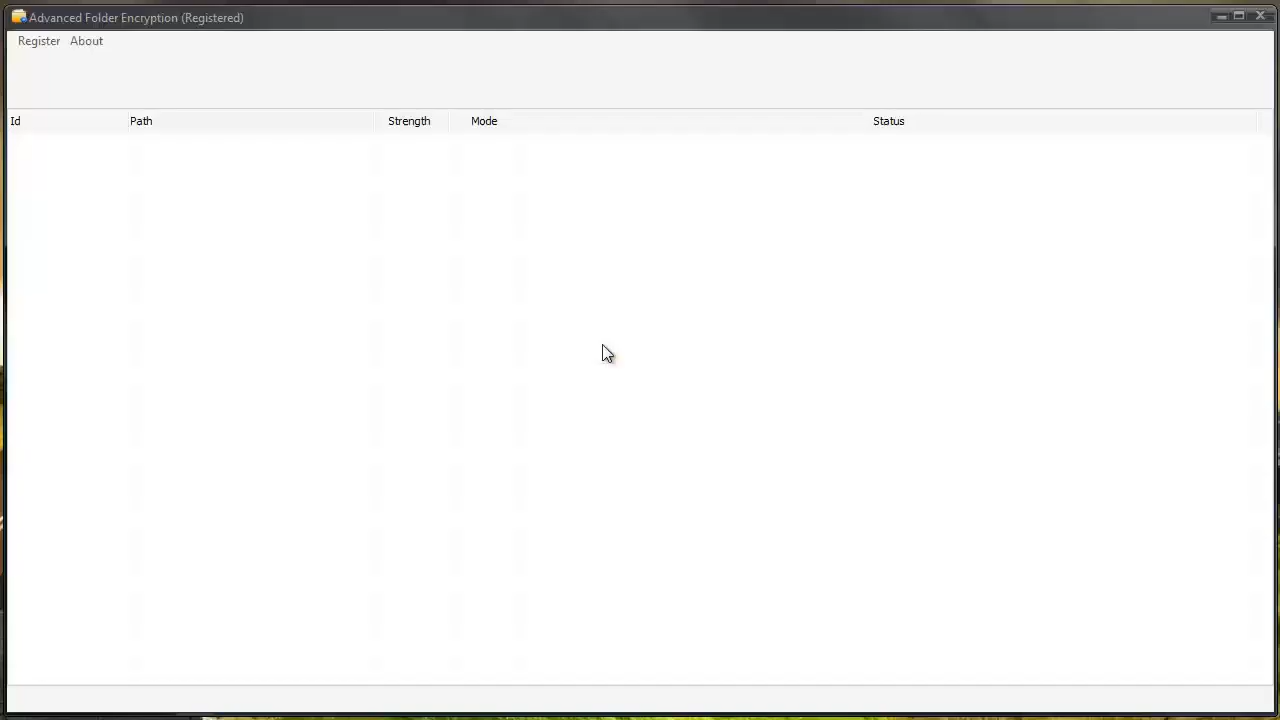 Advanced Folder Encryption (Registered)
Register About
Id Path Strength Mode Status